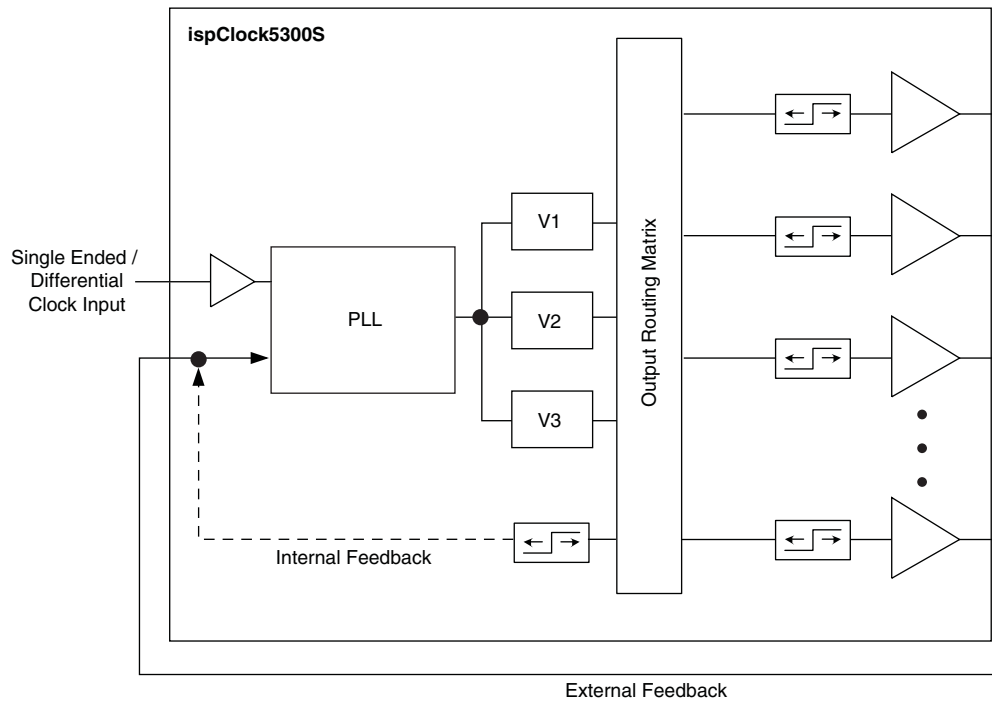 ispClock5300S
Single Ended /
Differential
Clock Input
PLL
V1
V2
V3
Output Routing Matrix
Internal Feedback
External Feedback